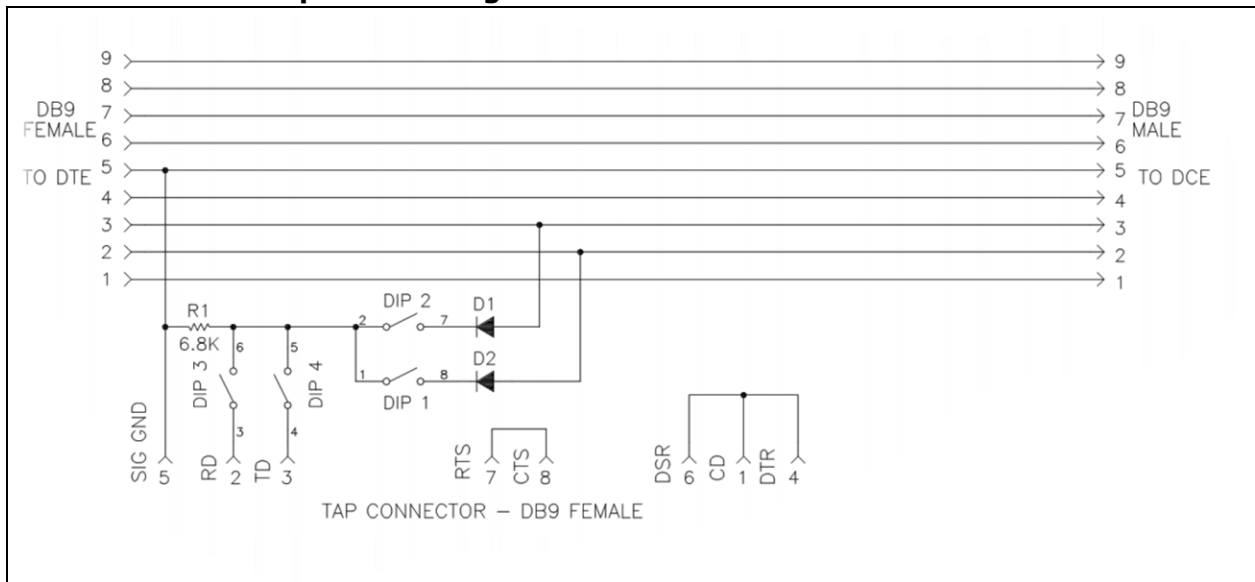 9
8
DB9
FEMALE
7
6
5
TO DTE
4
3
2
1
9
8
7
DB9
MALE
6
5
TO DCE
4
3
2
1
R1
6.8K
DIP 2
2
7
D1
D2
1
8
DIP 1
6
5
DIP 3
DIP 4
3
4
SIG GND
5
RD
2
TD
3
RTS
7
CTS
8
DSR
6
CD
1
DTR
4
TAP CONNECTOR – DB9 FEMALE